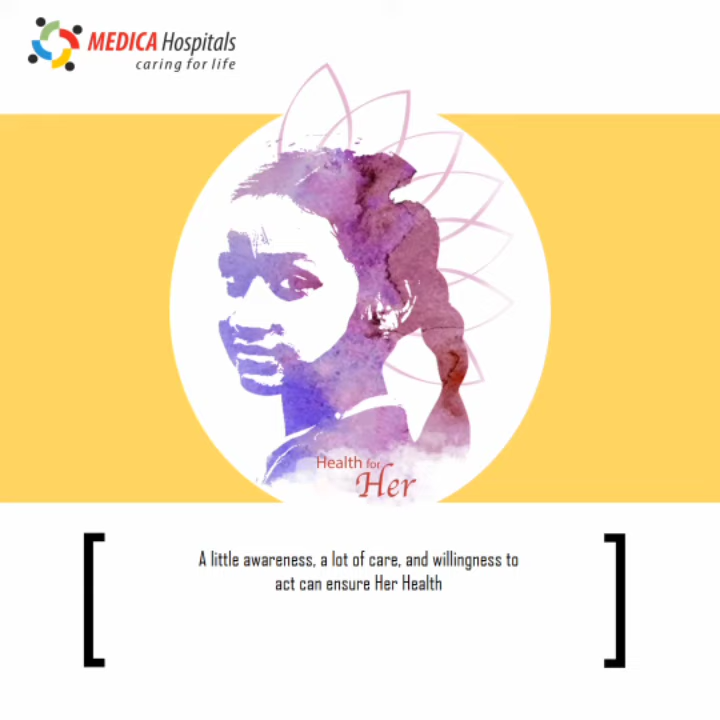 MEDICA Hospitals
caring for life
Health for
Her
A little awareness, a lot of care, and willingness to
act can ensure Her Health